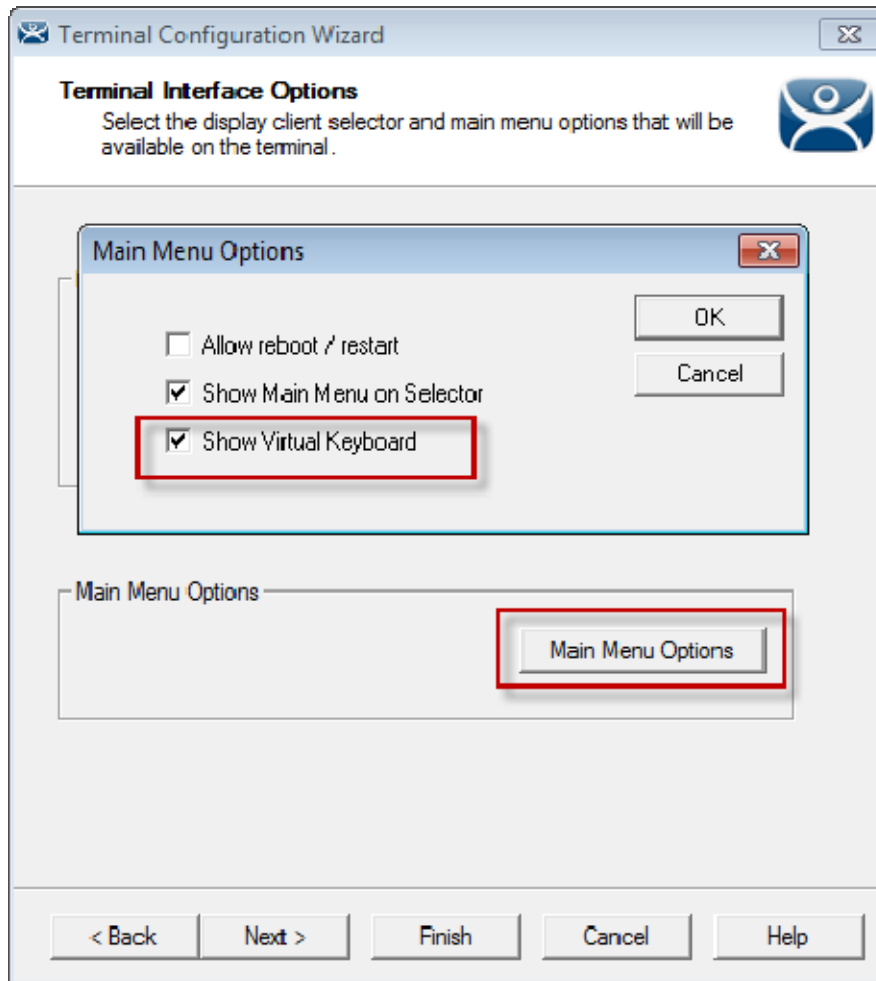 Terminal Configuration Wizard
Terminal Interface Options
Select the display client selector and main menu options that will be
available on the terminal.
Main Menu Options
OK
Allow reboot / restart
Cancel
Show Main Menu on Selector
Show Virtual Keyboard
Main Menu Options
Main Menu Options
< Back
Next >
Finish
Cancel
Help